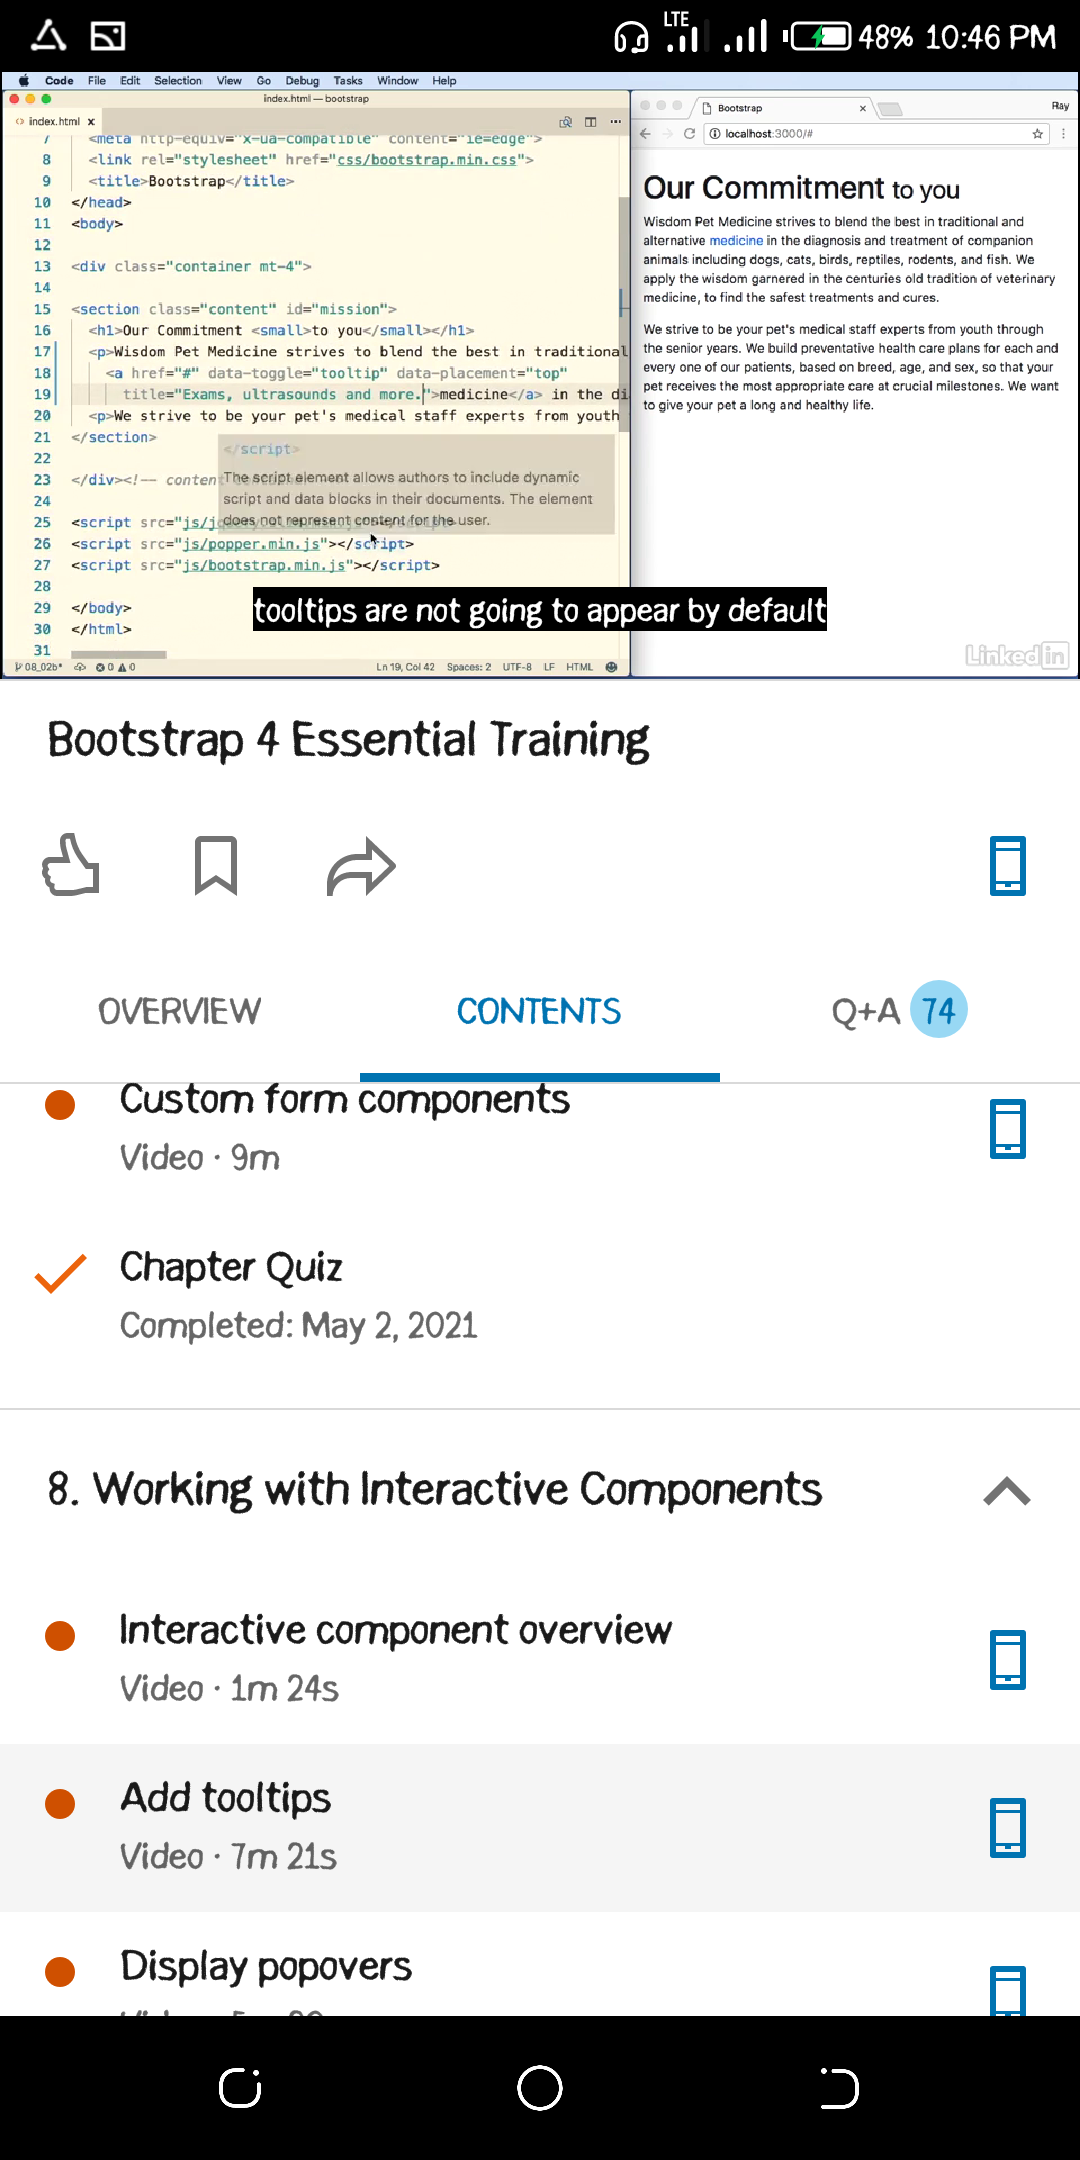 LTE 48% 10:46 PM
Code File Edit Selection View Go Debug Tasks Window Help
index.html — bootstrap
index.html x
7 <meta http-equiv="x-ua-compatible" content="ie=edge">
8 <link rel="stylesheet" href="css/bootstrap.min.css">
9 <title>Bootstrap</title>
10 </head>
11 <body>
12
13 <div class="container mt-4">
14
15 <section class="content" id="mission">
16 <h1>Our Commitment <small>to you</small></h1>
17 <p>Wisdom Pet Medicine strives to blend the best in traditional
18 <a href="#" data-toggle="tooltip" data-placement="top"
19 title="Exams, ultrasounds and more.">medicine</a> in the di
20 <p>We strive to be your pet's medical staff experts from youth
21 </section>
22 </script>
23 </div><!-- content
The script element allows authors to include dynamic
24 script and data blocks in their documents. The element
25 <script src="js/
does not represent content for the user.
26 <script src="js/popper.min.js"></script>
27 <script src="js/bootstrap.min.js"></script>
28
29 </body>
30 </html>
31
08_02b* 0 0 Ln 19, Col 42 Spaces: 2 UTF-8 LF HTML
Bootstrap x Ray
localhost:3000/#
Our Commitment to you
Wisdom Pet Medicine strives to blend the best in traditional and
alternative medicine in the diagnosis and treatment of companion
animals including dogs, cats, birds, reptiles, rodents, and fish. We
apply the wisdom garnered in the centuries old tradition of veterinary
medicine, to find the safest treatments and cures.
We strive to be your pet's medical staff experts from youth through
the senior years. We build preventative health care plans for each and
every one of our patients, based on breed, age, and sex, so that your
pet receives the most appropriate care at crucial milestones. We want
to give your pet a long and healthy life.
tooltips are not going to appear by default
Linked in
Bootstrap 4 Essential Training
OVERVIEW CONTENTS Q+A 74
Custom form components
Video · 9m
Chapter Quiz
Completed: May 2, 2021
8. Working with Interactive Components
Interactive component overview
Video · 1m 24s
Add tooltips
Video · 7m 21s
Display popovers